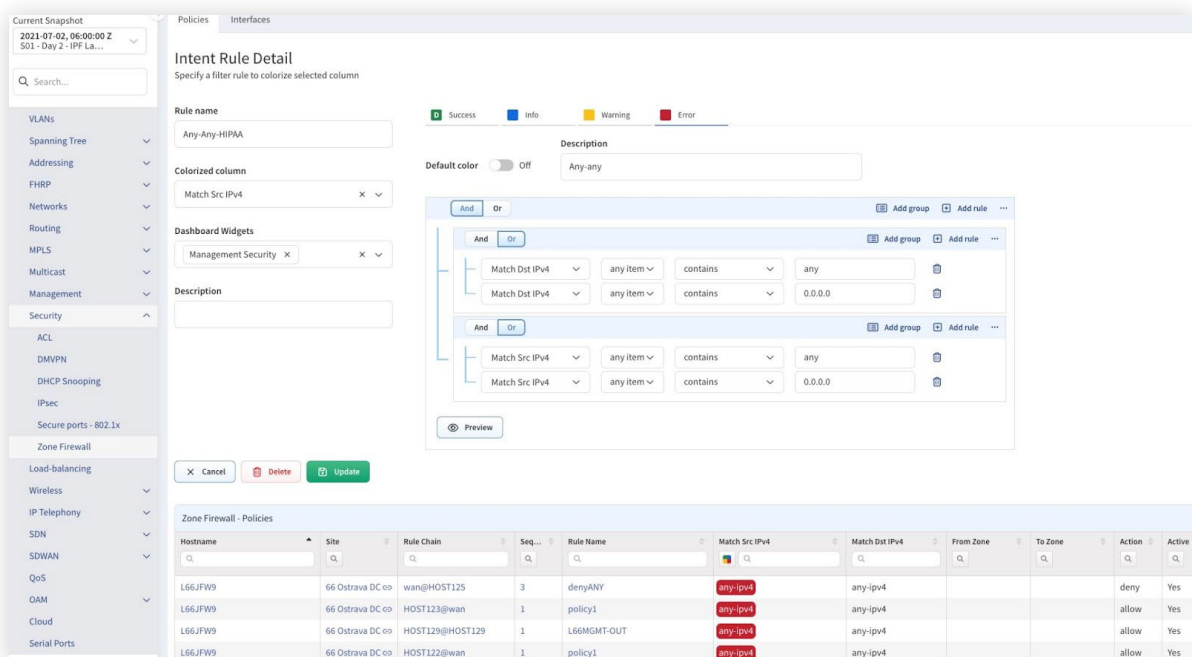 Current Snapshot
2021-07-02, 06:00:00 Z
S01 - Day 2 - IPF La...
Search...
VLANs
Spanning Tree
Addressing
FHRP
Networks
Routing
MPLS
Multicast
Management
Security
ACL
DMVPN
DHCP Snooping
IPsec
Secure ports - 802.1x
Zone Firewall
Load-balancing
Wireless
IP Telephony
SDN
SDWAN
QoS
OAM
Cloud
Serial Ports
Policies Interfaces
Intent Rule Detail
Specify a filter rule to colorize selected column
Rule name
Any-Any-HIPAA
Colorized column
Match Src IPv4
Dashboard Widgets
Management Security
Description
D Success Info Warning Error
Description
Default color Off Any-any
And Or Add group Add rule ...
And Or Add group Add rule ...
Match Dst IPv4 any item contains any
Match Dst IPv4 any item contains 0.0.0.0
And Or Add group Add rule ...
Match Src IPv4 any item contains any
Match Src IPv4 any item contains 0.0.0.0
Preview
Cancel Delete Update
Zone Firewall - Policies
Hostname Site Rule Chain Seq... Rule Name Match Src IPv4 Match Dst IPv4 From Zone To Zone Action Active
L66JFW9 66 Ostrava DC wan@HOST125 3 denyANY any-ipv4 any-ipv4 deny Yes
L66JFW9 66 Ostrava DC HOST123@wan 1 policy1 any-ipv4 any-ipv4 allow Yes
L66JFW9 66 Ostrava DC HOST129@HOST129 1 L66MGMT-OUT any-ipv4 any-ipv4 allow Yes
L66JFW9 66 Ostrava DC HOST122@wan 1 policy1 any-ipv4 any-ipv4 allow Yes